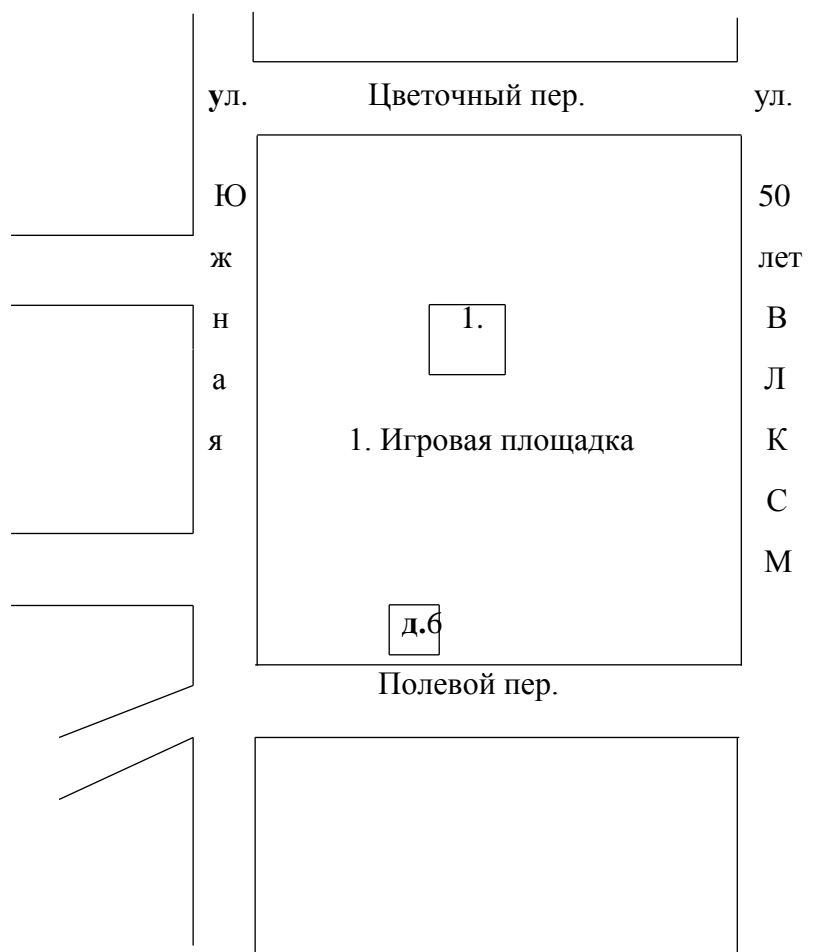 ул. Цветочный пер. ул.
Ю 50
ж лет
н 1. В
а Л
я 1. Игровая площадка К
С
М
д.6
Полевой пер.